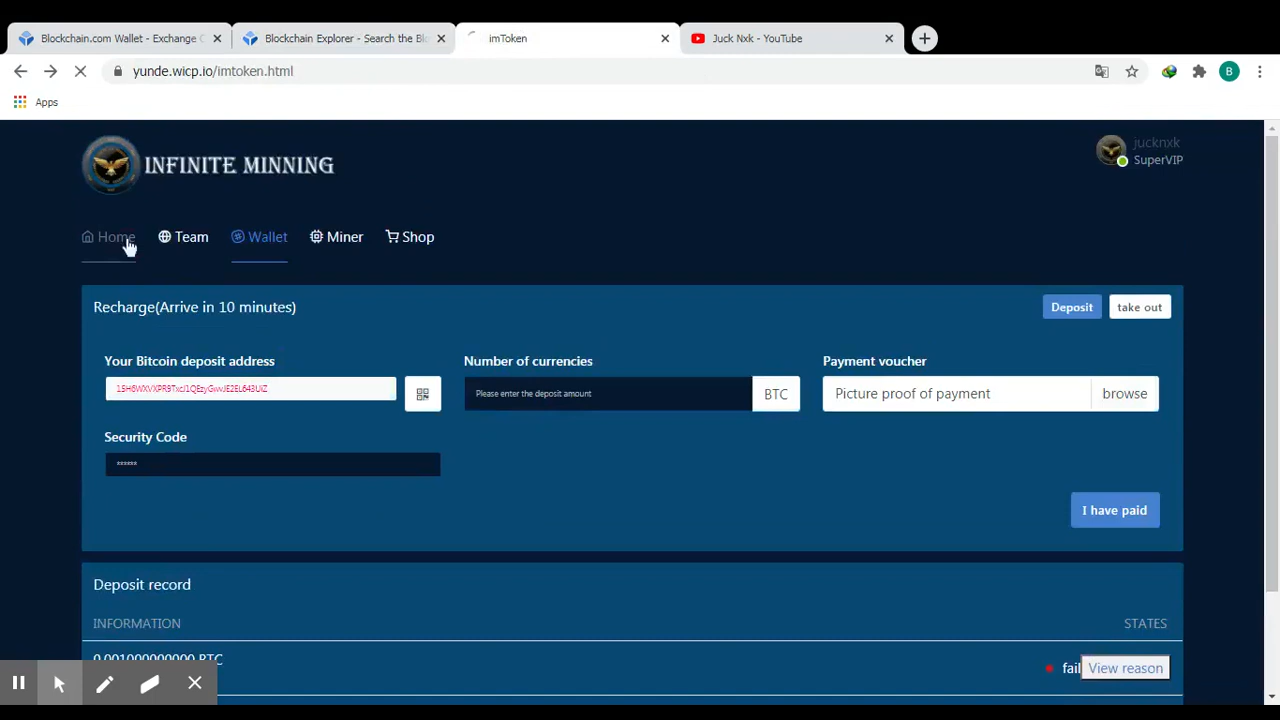 Blockchain.com Wallet - Exchange C
Blockchain Explorer - Search the Bl
imToken
Juck Nxk - YouTube
yunde.wicp.io/imtoken.html
B
Apps
INFINITE MINNING
jucknxk
SuperVIP
Home
Team
Wallet
Miner
Shop
Recharge(Arrive in 10 minutes)
Deposit
take out
Your Bitcoin deposit address
Number of currencies
Payment voucher
Please enter the deposit amount
BTC
Picture proof of payment
browse
Security Code
******
I have paid
Deposit record
INFORMATION
STATES
0.001000000000 BTC
fail
View reason